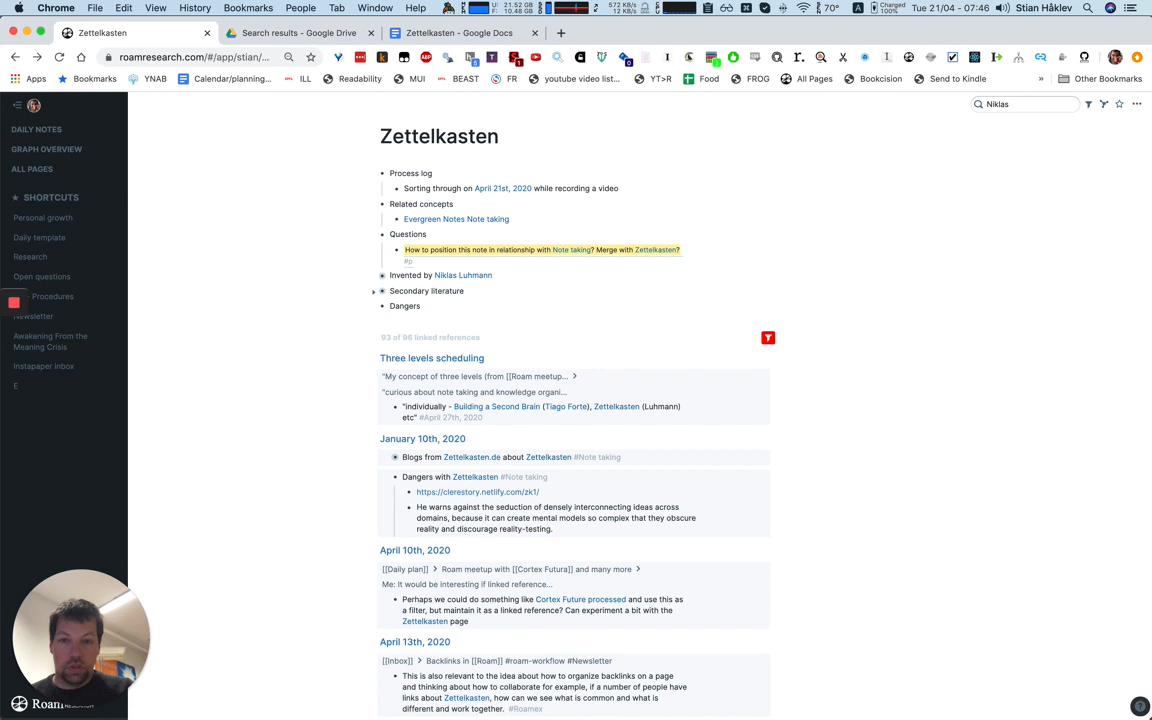 Chrome File Edit View History Bookmarks People Tab Window Help 21.52 GB 10.48 GB 572 KB/s 12 KB/s 70° Charged 100% Tue 21/04 - 07:46 Stian Håklev
Zettelkasten Search results - Google Drive Zettelkasten - Google Docs
roamresearch.com/#/app/stian/...
Apps Bookmarks YNAB Calendar/planning... ILL Readability MUI BEAST FR youtube video list... YT>R Food FROG All Pages Bookcision Send to Kindle » Other Bookmarks
Niklas
DAILY NOTES
GRAPH OVERVIEW
ALL PAGES
SHORTCUTS
Personal growth
Daily template
Research
Open questions
Procedures
Newsletter
Awakening From the
Meaning Crisis
Instapaper inbox
E
Zettelkasten
Process log
Sorting through on April 21st, 2020 while recording a video
Related concepts
Evergreen Notes Note taking
Questions
How to position this note in relationship with Note taking? Merge with Zettelkasten?
#p
Invented by Niklas Luhmann
Secondary literature
Dangers
93 of 96 linked references
Three levels scheduling
"My concept of three levels (from [[Roam meetup...
"curious about note taking and knowledge organi...
"individually - Building a Second Brain (Tiago Forte), Zettelkasten (Luhmann)
etc" #April 27th, 2020
January 10th, 2020
Blogs from Zettelkasten.de about Zettelkasten #Note taking
Dangers with Zettelkasten #Note taking
https://clerestory.netlify.com/zk1/
He warns against the seduction of densely interconnecting ideas across
domains, because it can create mental models so complex that they obscure
reality and discourage reality-testing.
April 10th, 2020
[[Daily plan]] > Roam meetup with [[Cortex Futura]] and many more >
Me: It would be interesting if linked reference...
Perhaps we could do something like Cortex Future processed and use this as
a filter, but maintain it as a linked reference? Can experiment a bit with the
Zettelkasten page
April 13th, 2020
[[Inbox]] > Backlinks in [[Roam]] #roam-workflow #Newsletter
This is also relevant to the idea about how to organize backlinks on a page
and thinking about how to collaborate for example, if a number of people have
links about Zettelkasten, how can we see what is common and what is
different and work together. #Roamex
Roam